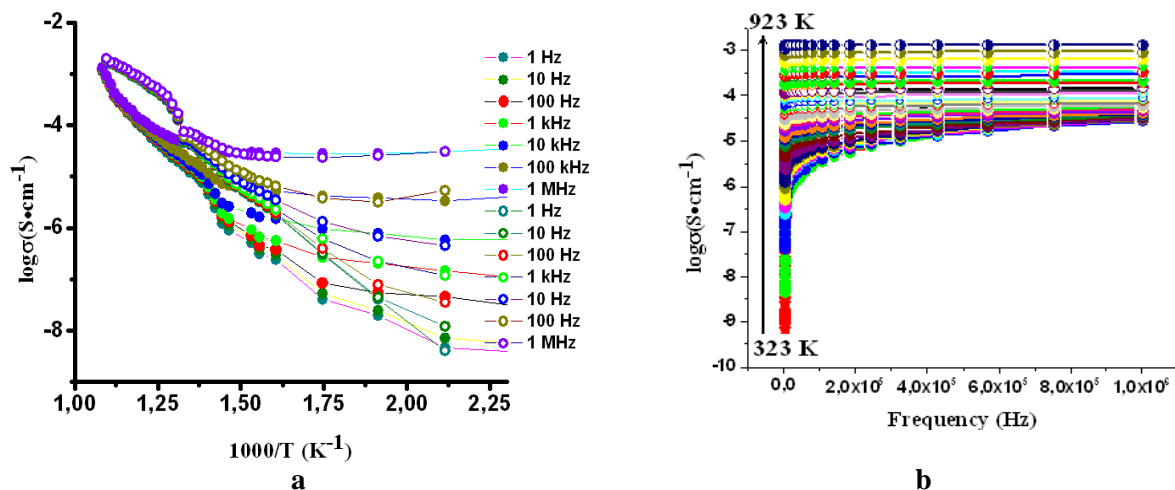 -2
-4
-6
-8
logσ(S•cm⁻¹)
1,00
1,25
1,50
1,75
2,00
2,25
1000/T (K⁻¹)
1 Hz
10 Hz
100 Hz
1 kHz
10 kHz
100 kHz
1 MHz
1 Hz
10 Hz
100 Hz
1 kHz
10 Hz
100 Hz
1 MHz
a
923 K
-3
-4
-5
-6
-7
-8
-9
-10
logσ(S•cm⁻¹)
323 K
0,0
2,0x10⁵
4,0x10⁵
6,0x10⁵
8,0x10⁵
1,0x10⁶
Frequency (Hz)
b